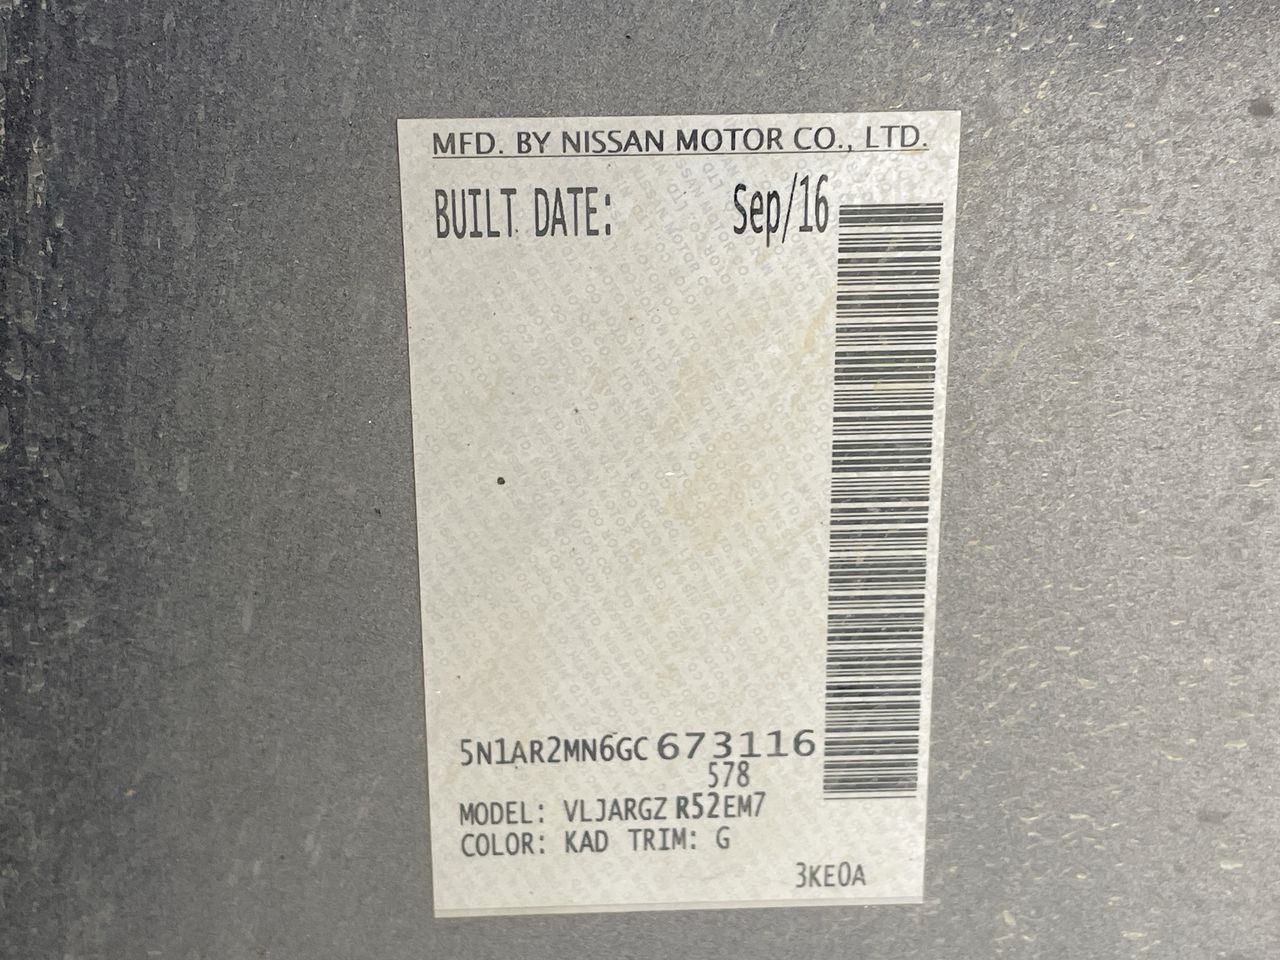 MFD. BY NISSAN MOTOR CO., LTD.
BUILT DATE: Sep/16
5N1AR2MN6GC673116
578
MODEL: VLJARGZ R52EM7
COLOR: KAD TRIM: G
3KE0A